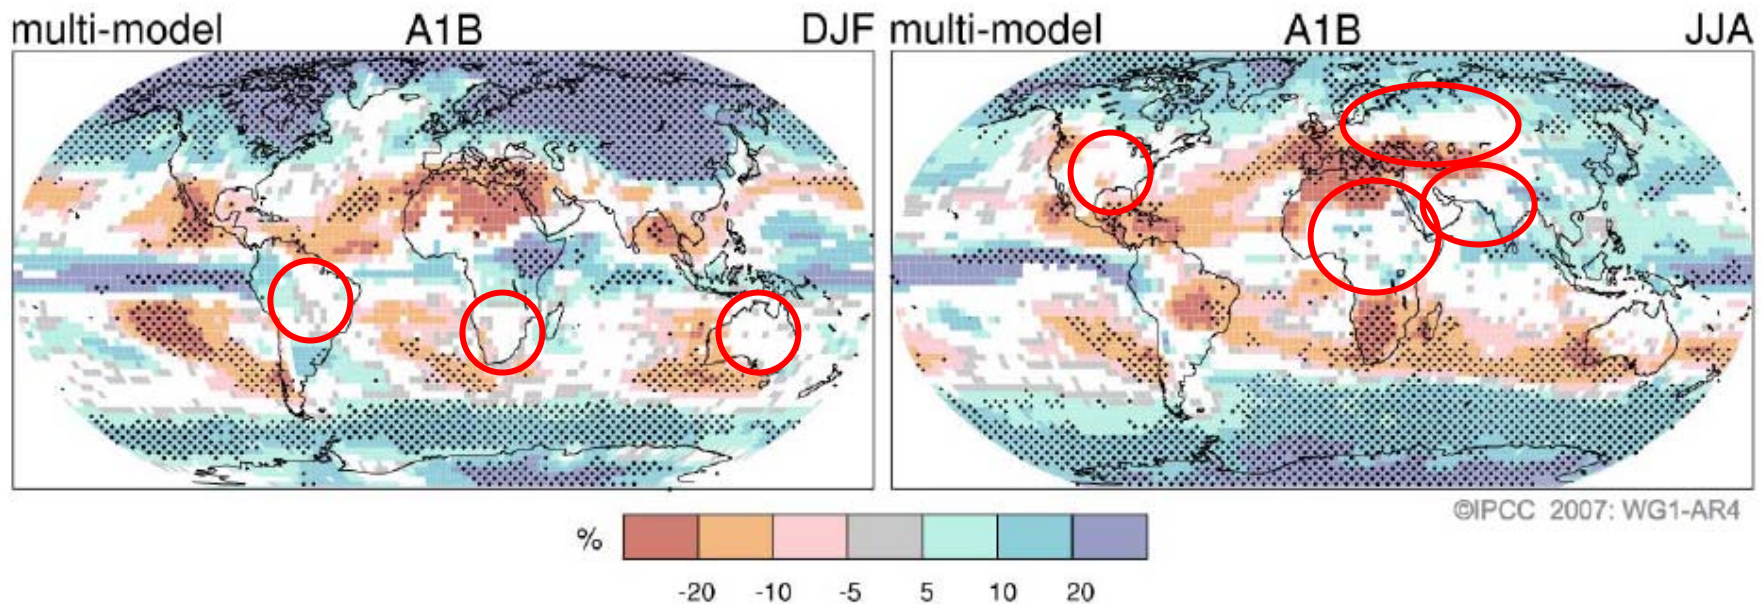 multi-model A1B DJF
multi-model A1B JJA
©IPCC 2007: WG1-AR4
%
-20 -10 -5 5 10 20